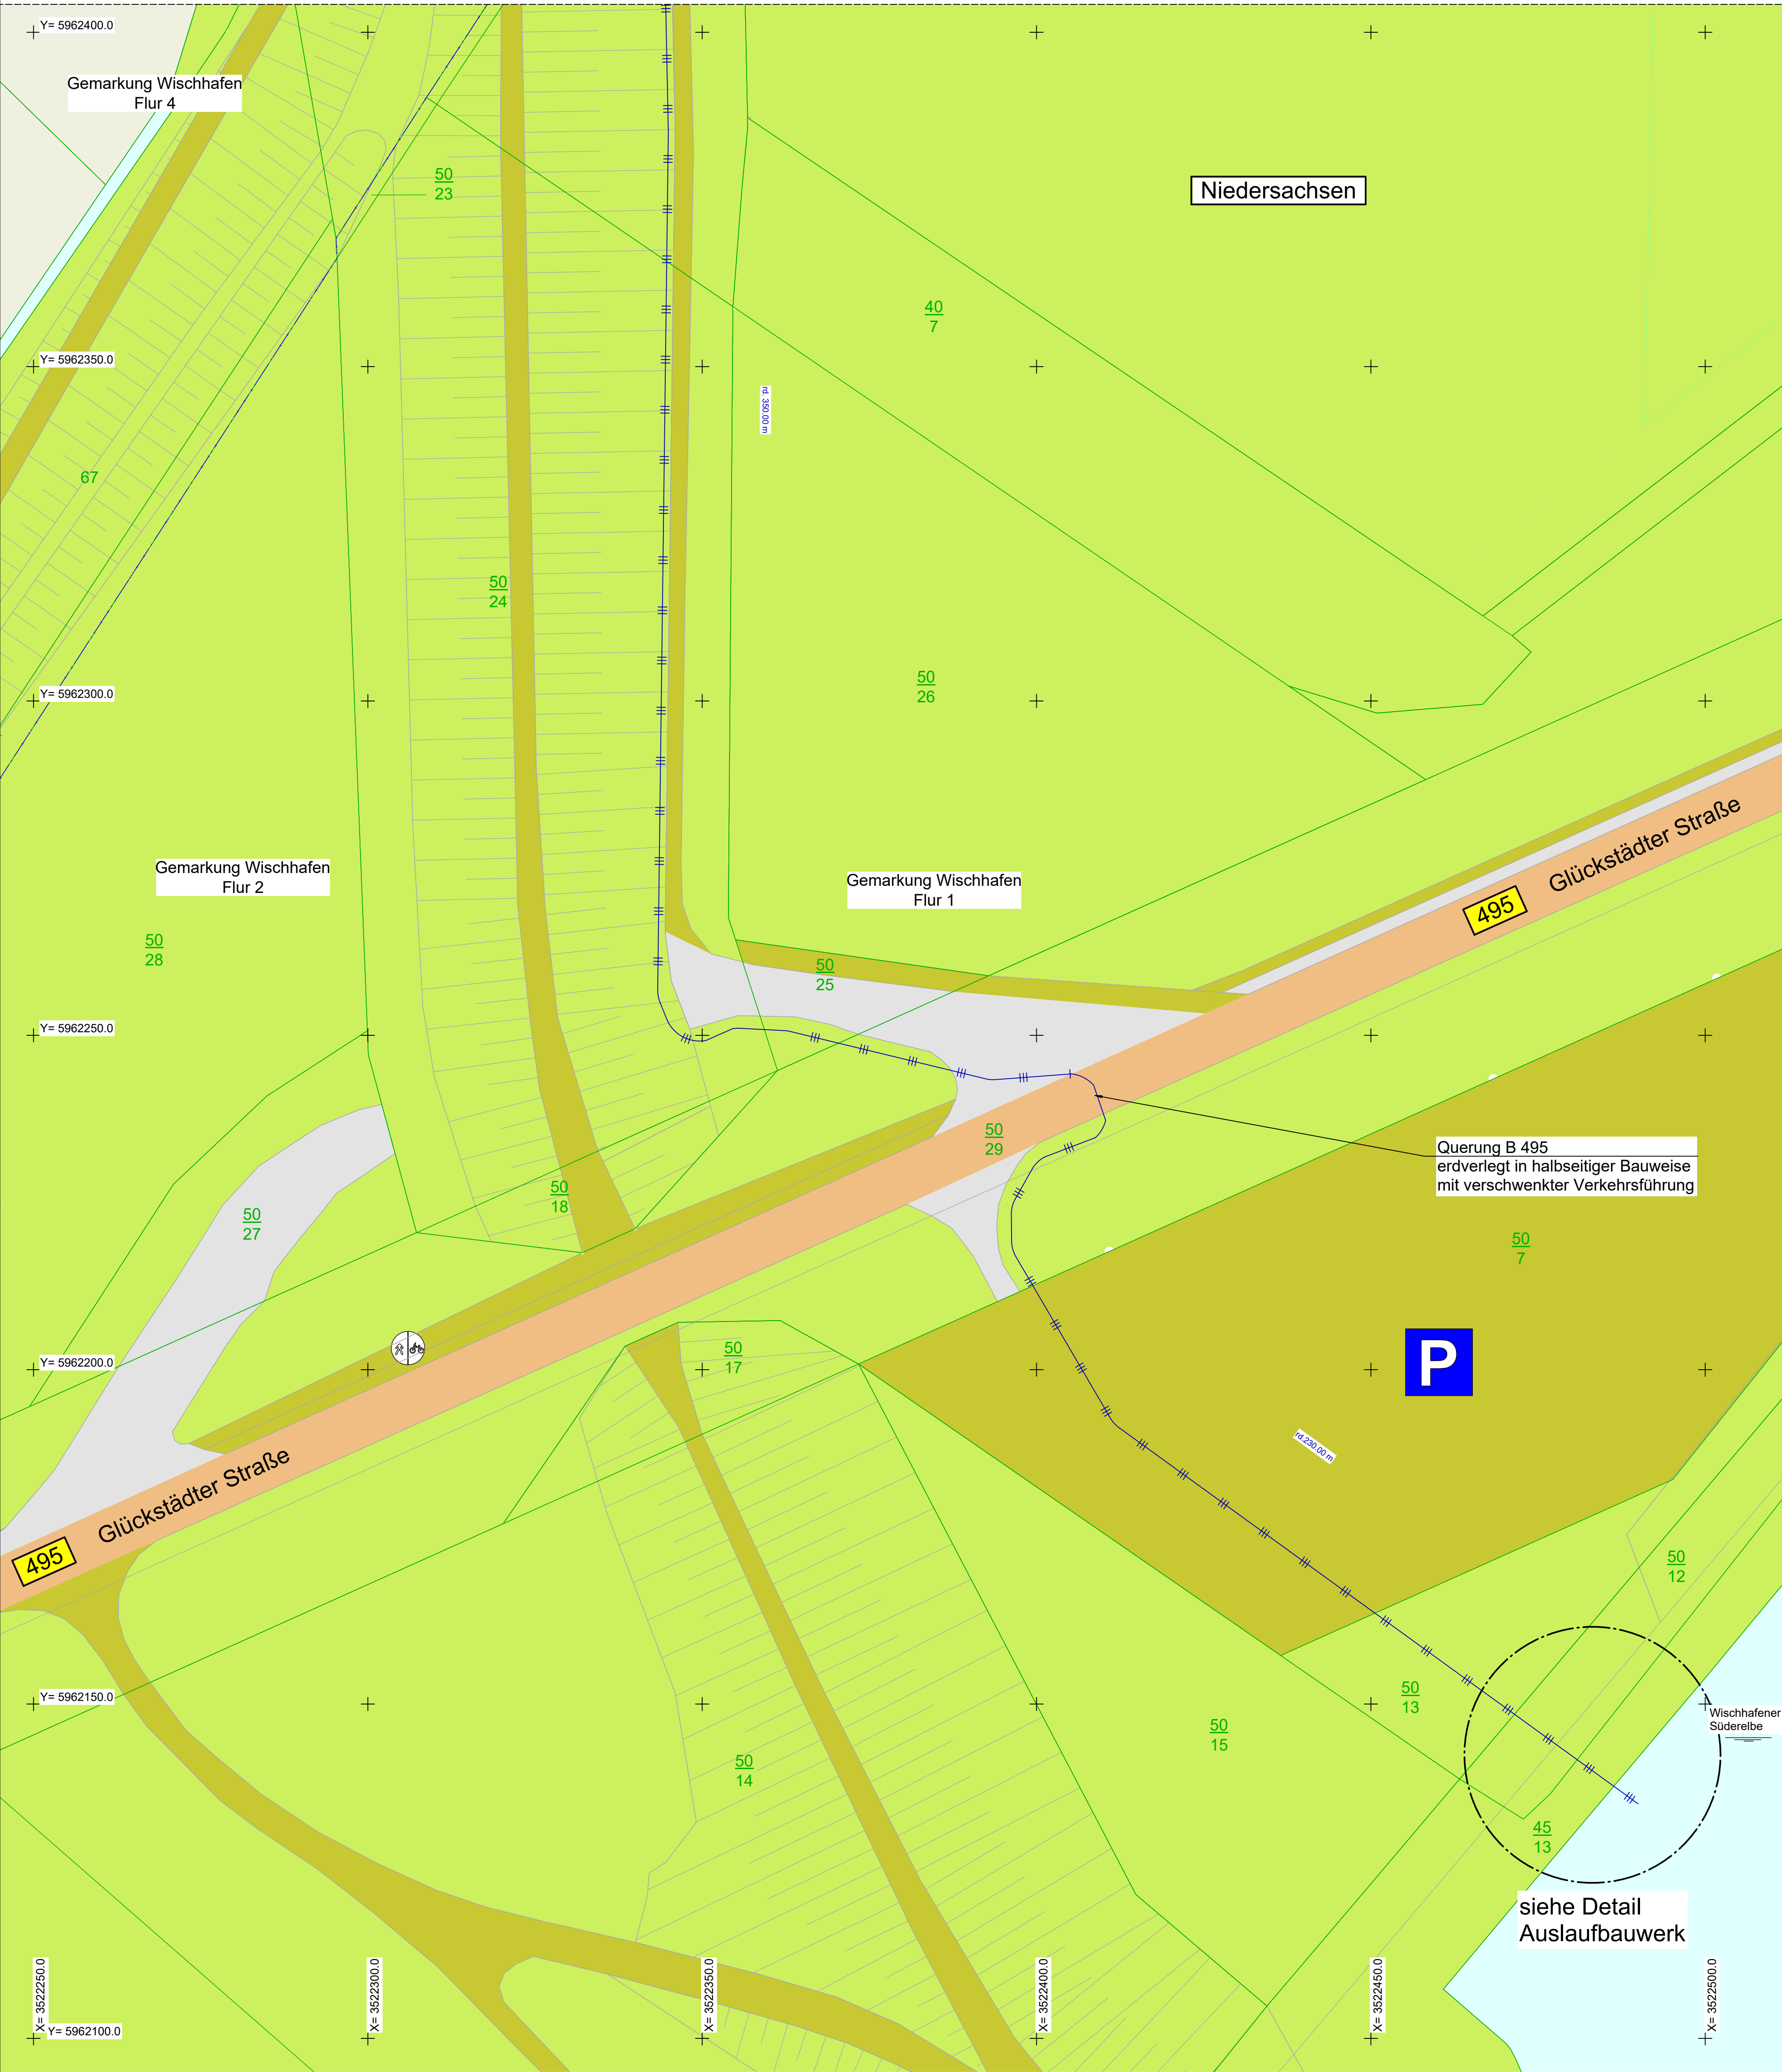 Y= 5962400.0
Gemarkung Wischhafen
Flur 4
50
23
Niedersachsen
40
7
Y= 5962350.0
rd. 350.00 m
67
50
24
50
26
Y= 5962300.0
Glückstädter Straße
495
Gemarkung Wischhafen
Flur 2
Gemarkung Wischhafen
Flur 1
50
28
50
25
Y= 5962250.0
50
29
Querung B 495
erdverlegt in halbseitiger Bauweise
mit verschwenkter Verkehrsführung
50
18
50
27
50
7
Y= 5962200.0
50
17
P
rd.230.00 m
Glückstädter Straße
495
50
12
Y= 5962150.0
50
13
50
15
Wischhafener
Süderelbe
50
14
45
13
siehe Detail
Auslaufbauwerk
X= 3522250.0
X= 3522300.0
X= 3522350.0
X= 3522400.0
X= 3522450.0
X= 3522500.0
Y= 5962100.0